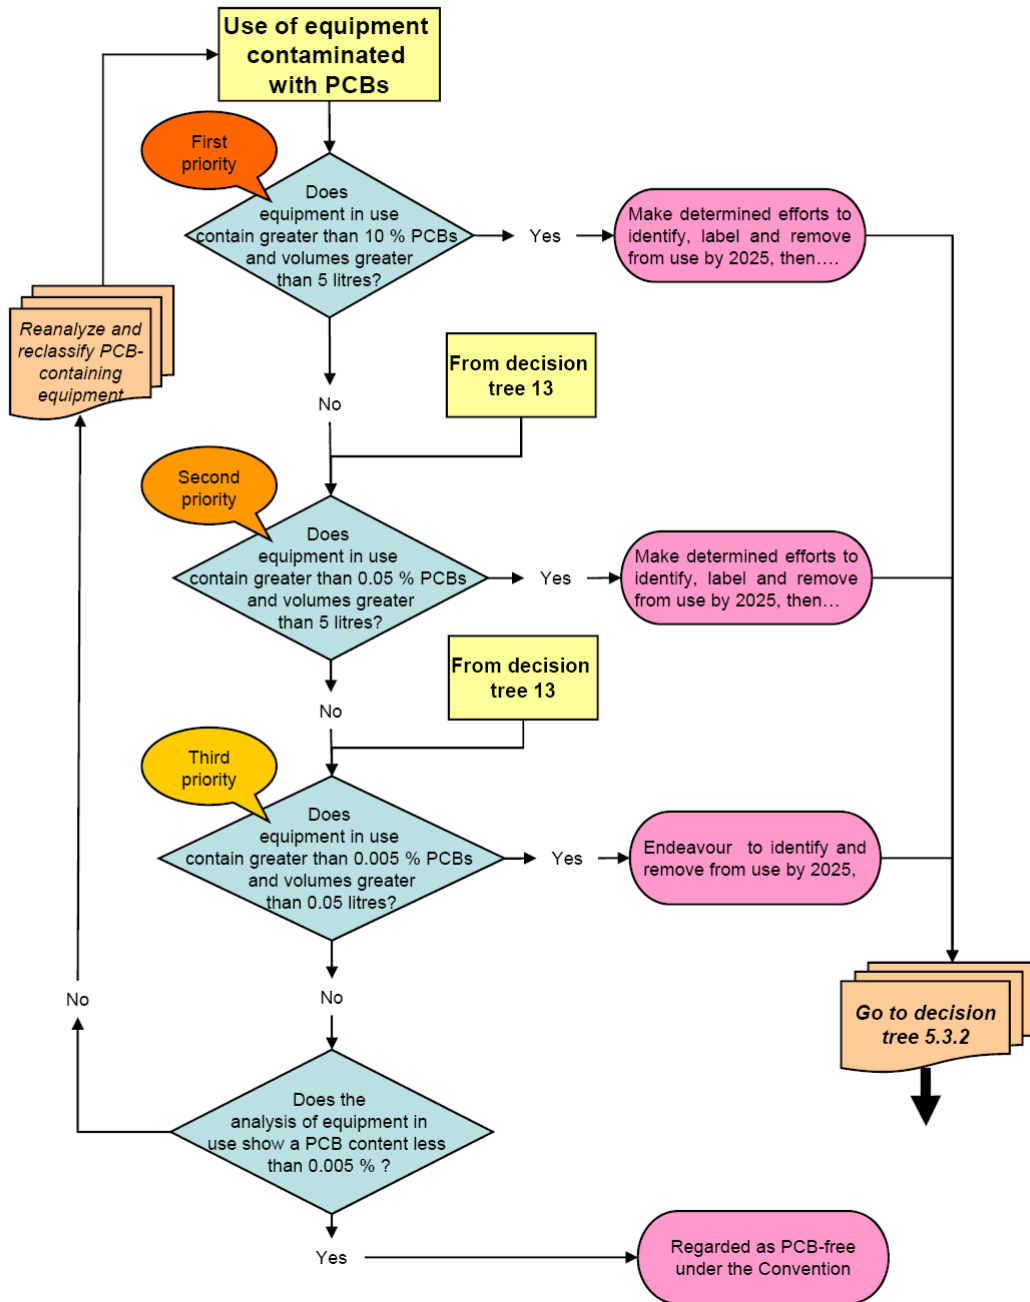 Use of equipment
contaminated
with PCBs
First
priority
Does
equipment in use
contain greater than 10 % PCBs
and volumes greater
than 5 litres?
Yes
Make determined efforts to
identify, label and remove
from use by 2025, then….
Reanalyze and
reclassify PCB-
containing
equipment
No
From decision
tree 13
Second
priority
Does
equipment in use
contain greater than 0.05 % PCBs
and volumes greater
than 5 litres?
Yes
Make determined efforts to
identify, label and remove
from use by 2025, then…
No
From decision
tree 13
Third
priority
Does
equipment in use
contain greater than 0.005 % PCBs
and volumes greater
than 0.05 litres?
Yes
Endeavour to identify and
remove from use by 2025,
No
No
Go to decision
tree 5.3.2
Does the
analysis of equipment in
use show a PCB content less
than 0.005 % ?
Yes
Regarded as PCB-free
under the Convention